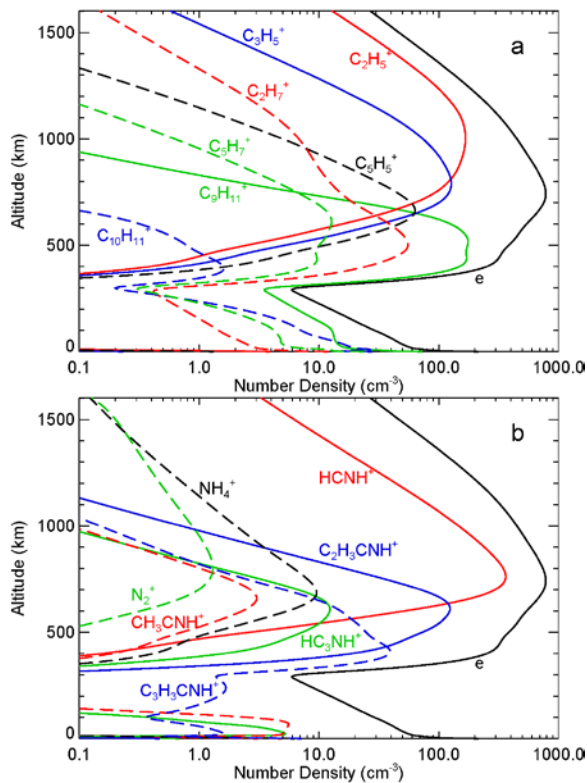 1500
1000
500
0
Altitude (km)
a
C₃H₅⁺
C₂H₅⁺
C₂H₇⁺
C₅H₇⁺
C₅H₅⁺
C₉H₁₁⁺
C₁₀H₁₁⁺
e
0.1 1.0 10.0 100.0 1000.0
Number Density (cm⁻³)
1500
1000
500
0
Altitude (km)
b
NH₄⁺
HCNH⁺
C₂H₃CNH⁺
N₂⁺
CH₃CNH⁺
HC₃NH⁺
C₃H₃CNH⁺
e
0.1 1.0 10.0 100.0 1000.0
Number Density (cm⁻³)